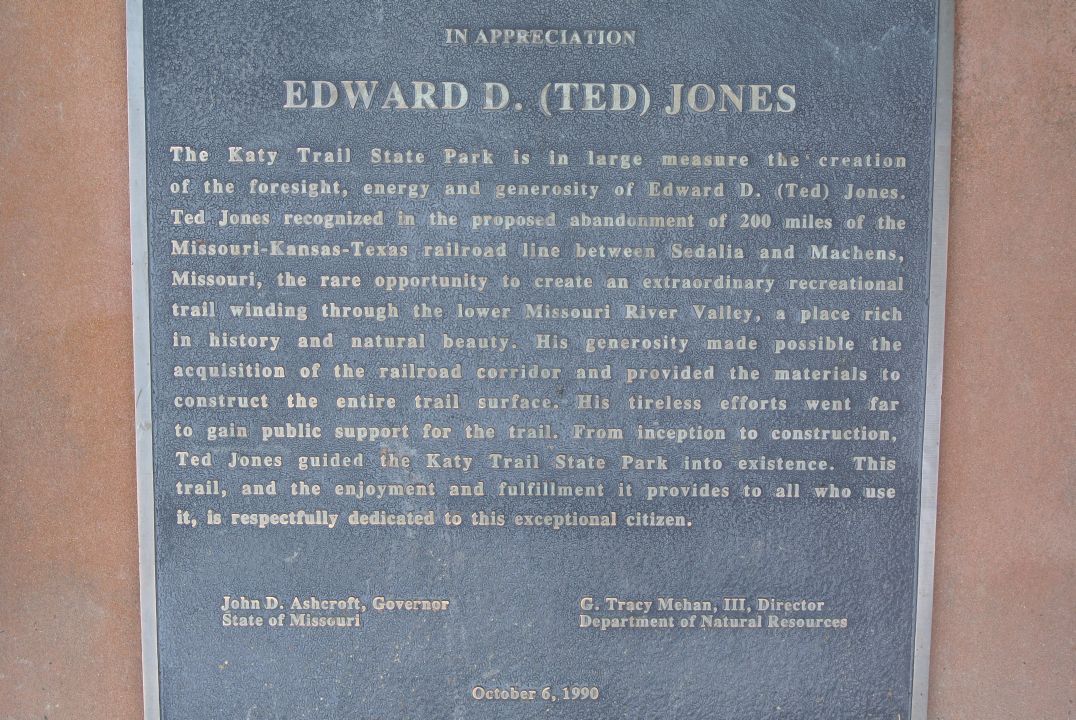 IN APPRECIATION
EDWARD D. (TED) JONES
The Katy Trail State Park is in large measure the creation
of the foresight, energy and generosity of Edward D. (Ted) Jones.
Ted Jones recognized in the proposed abandonment of 200 miles of the
Missouri-Kansas-Texas railroad line between Sedalia and Machens,
Missouri, the rare opportunity to create an extraordinary recreational
trail winding through the lower Missouri River Valley, a place rich
in history and natural beauty. His generosity made possible the
acquisition of the railroad corridor and provided the materials to
construct the entire trail surface. His tireless efforts went far
to gain public support for the trail. From inception to construction,
Ted Jones guided the Katy Trail State Park into existence. This
trail, and the enjoyment and fulfillment it provides to all who use
it, is respectfully dedicated to this exceptional citizen.
John D. Ashcroft, Governor
State of Missouri
G. Tracy Mehan, III, Director
Department of Natural Resources
October 6, 1990